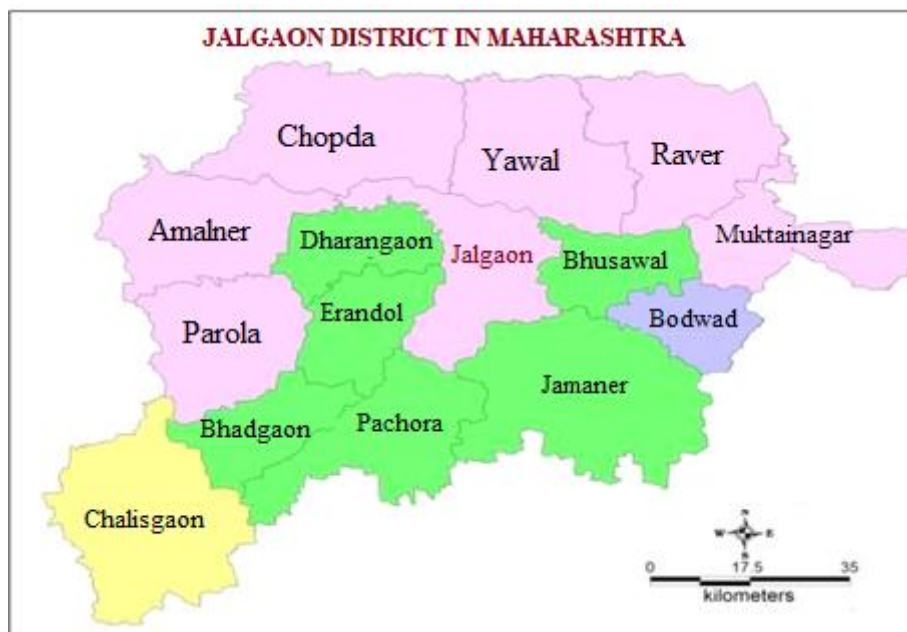 JALGAON DISTRICT IN MAHARASHTRA
Chopda
Yawal
Raver
Amalner
Dharangaon
Jalgaon
Bhusawal
Muktainagar
Parola
Erandol
Bodwad
Jamaner
Bhadgaon
Pachora
Chalisgaon
N
W E
S
0 17.5 35
kilometers